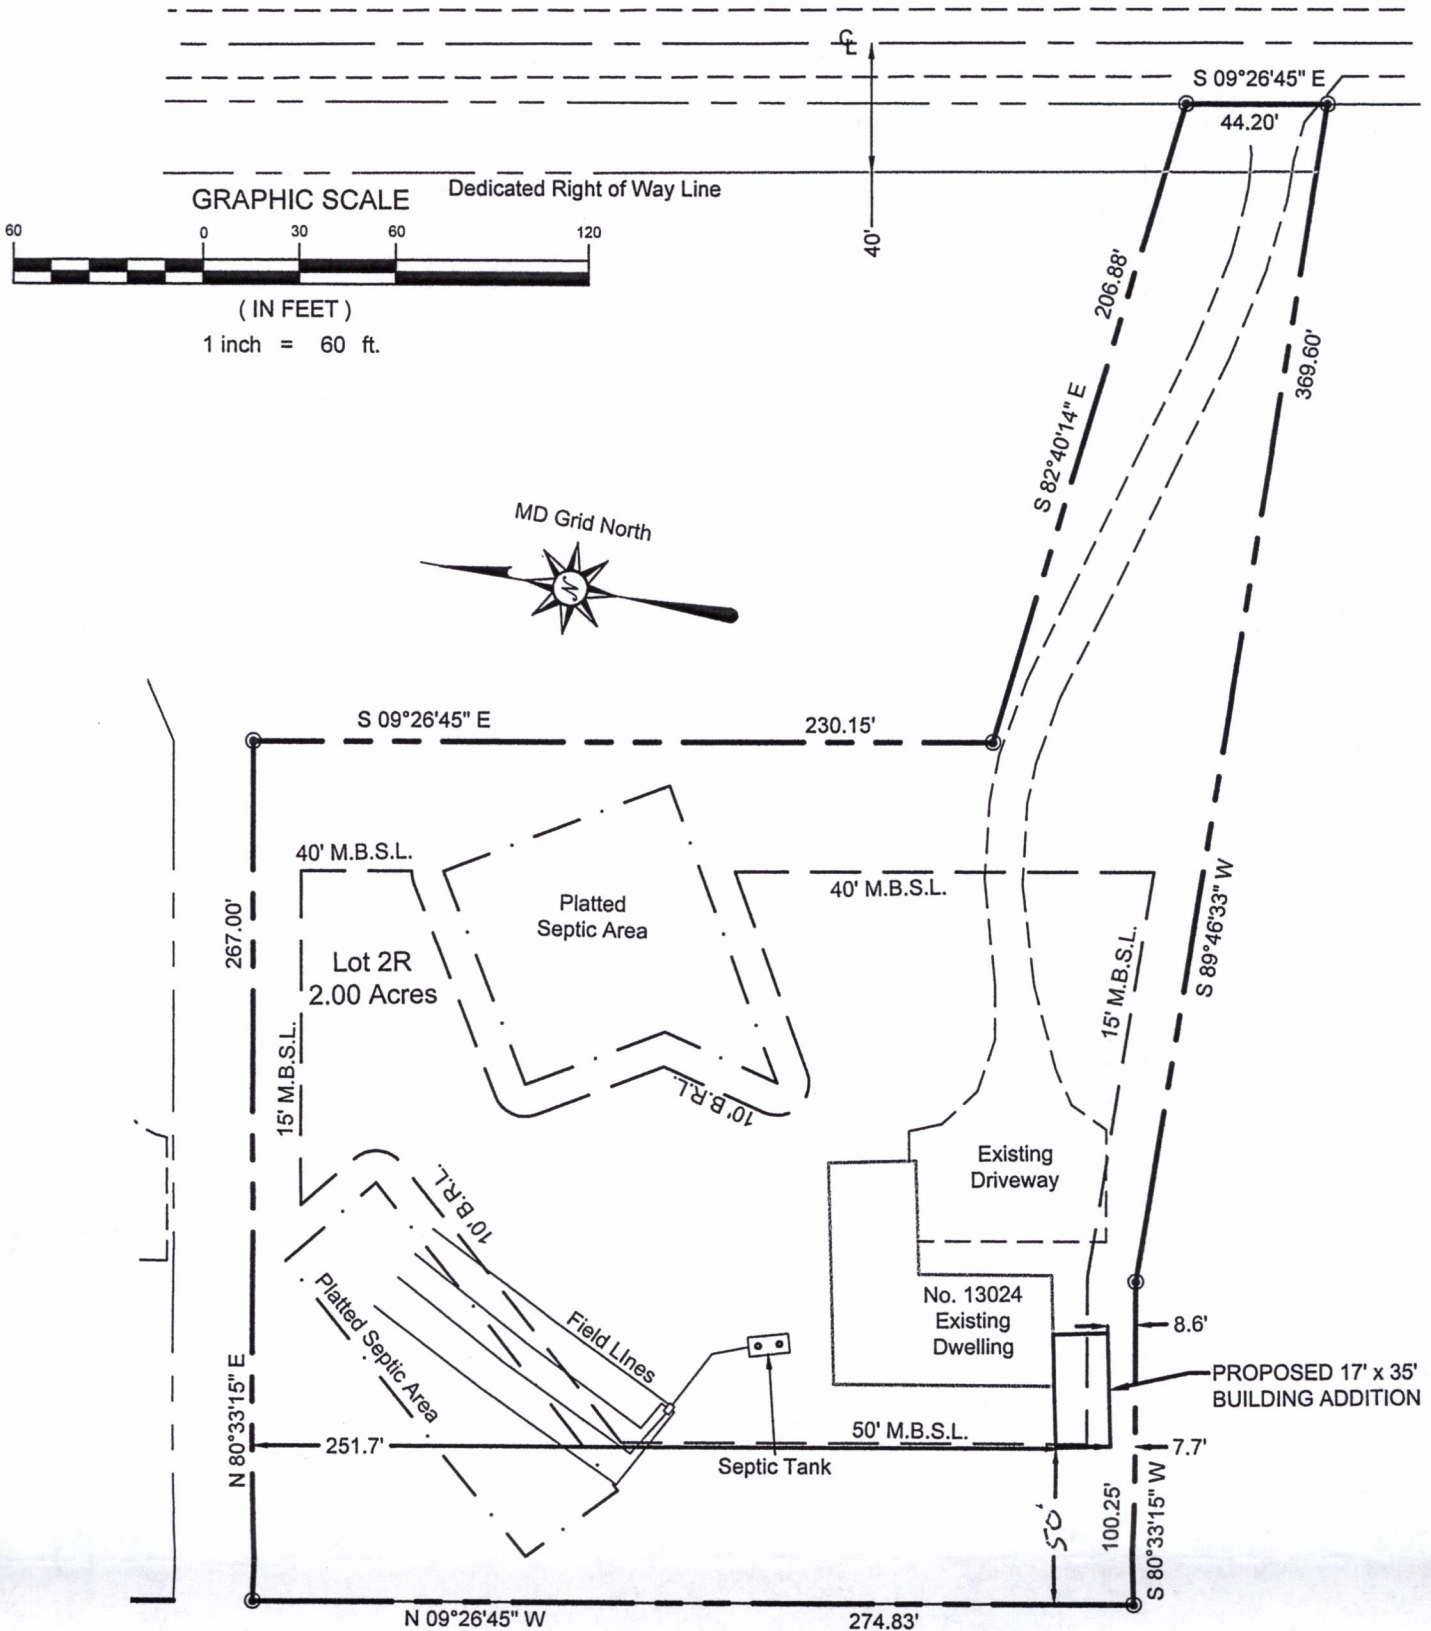 ℄
S 09°26'45" E
44.20'
Dedicated Right of Way Line
GRAPHIC SCALE
60 0 30 60 120
( IN FEET )
1 inch = 60 ft.
40'
206.88'
369.60'
S 82°40'14" E
MD Grid North
N
S 09°26'45" E
230.15'
40' M.B.S.L.
40' M.B.S.L.
Platted
Septic Area
267.00'
Lot 2R
2.00 Acres
S 89°46'33" W
15' M.B.S.L.
15' M.B.S.L.
10' B.R.L.
Existing
Driveway
10' B.R.L.
No. 13024
Existing
Dwelling
8.6'
Platted Septic Area
Field LInes
PROPOSED 17' x 35'
BUILDING ADDITION
N 80°33'15" E
251.7'
50' M.B.S.L.
7.7'
Septic Tank
50'
100.25'
S 80°33'15" W
N 09°26'45" W
274.83'